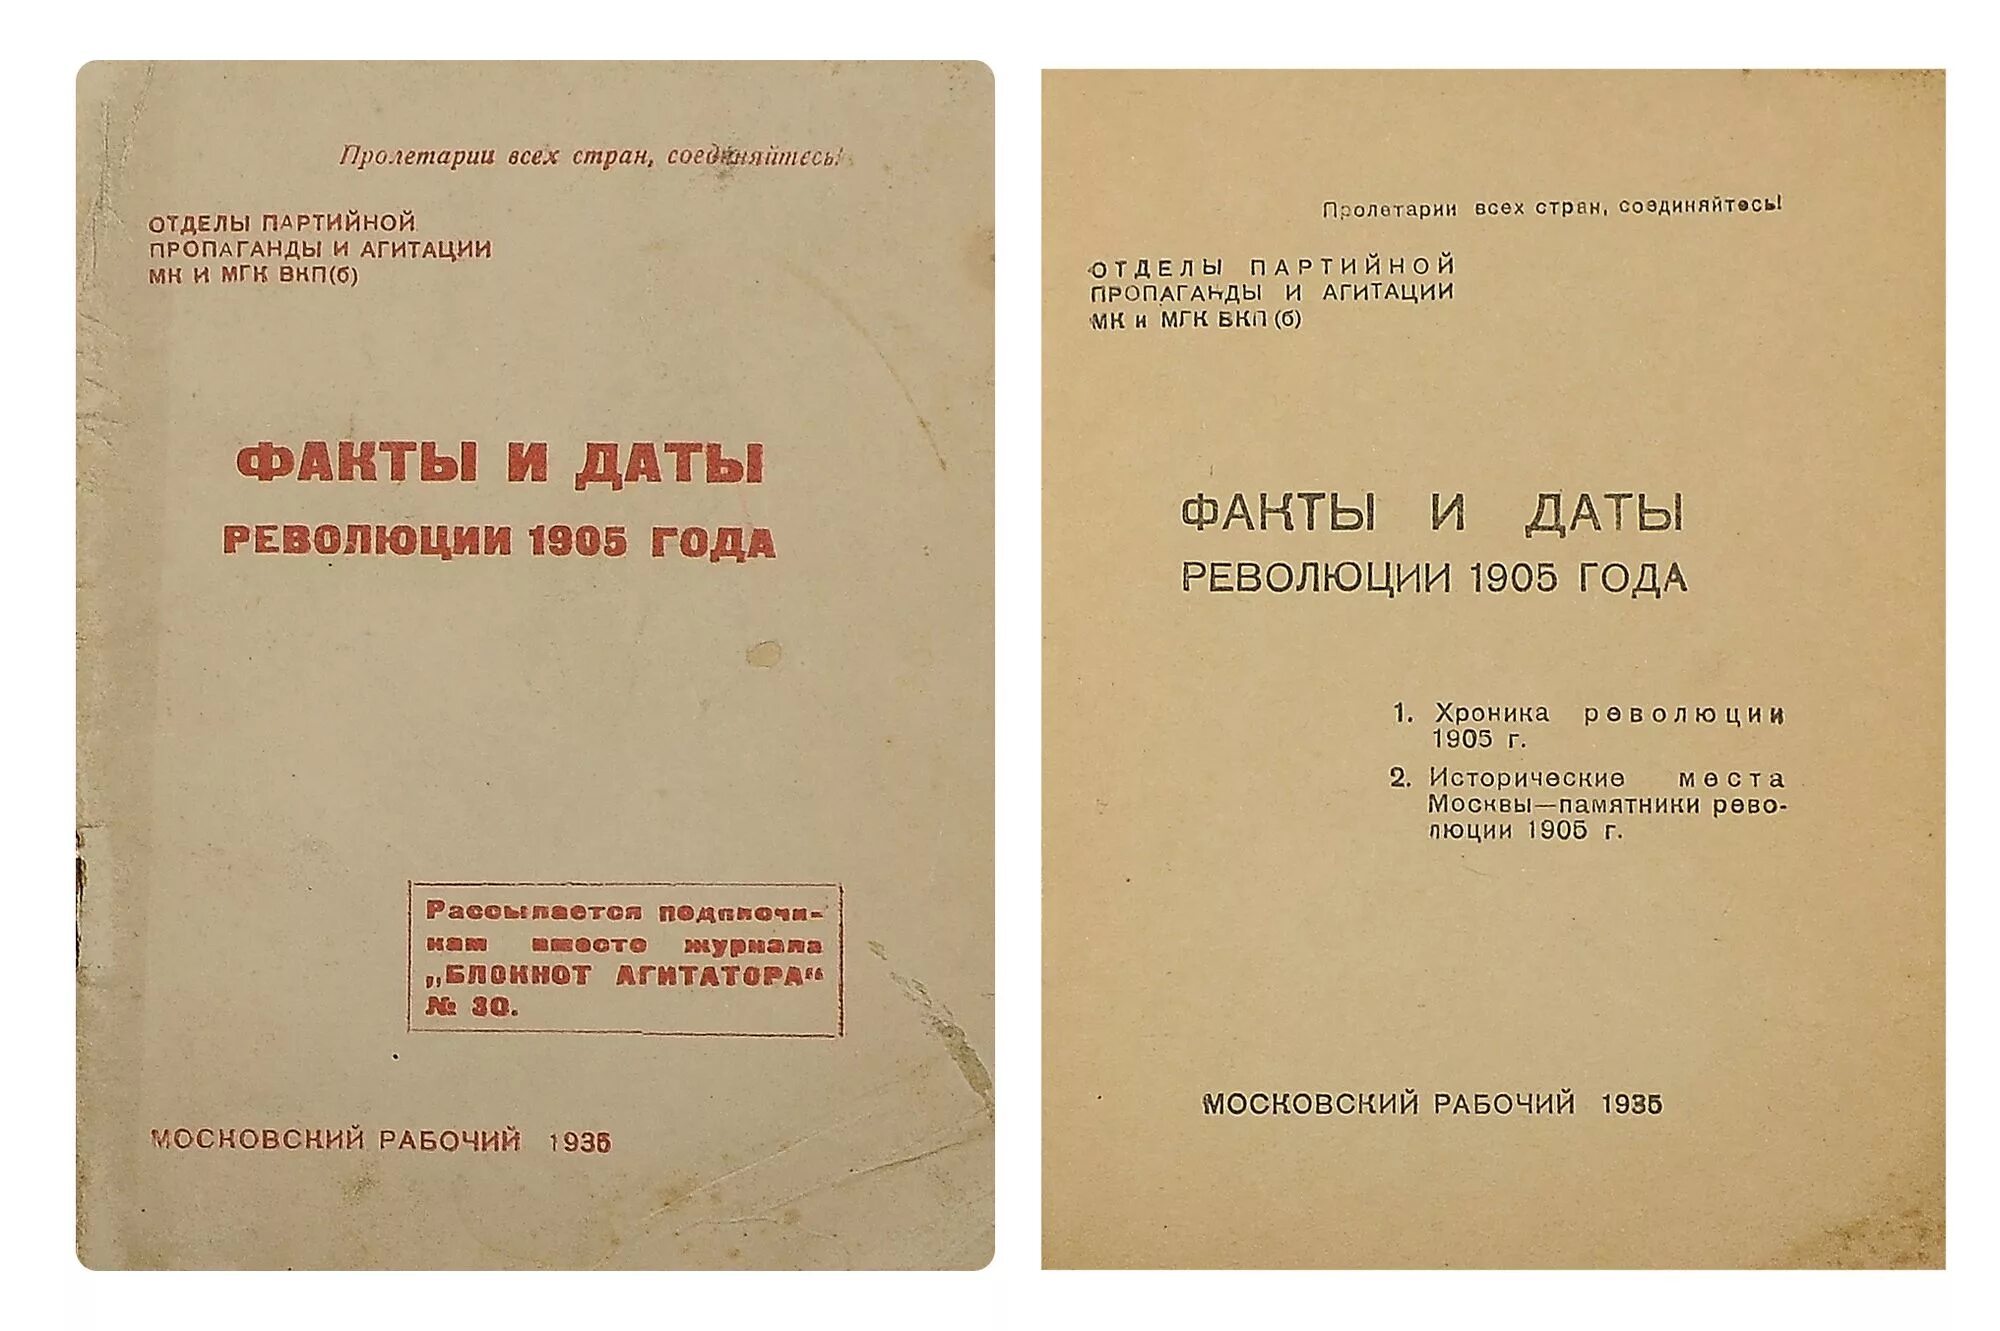 Пролетарии всех стран, соединяйтесь!
ОТДЕЛЫ ПАРТИЙНОЙ
ПРОПАГАНДЫ И АГИТАЦИИ
МК И МГК ВКП(б)
ФАКТЫ И ДАТЫ
РЕВОЛЮЦИИ 1905 ГОДА
Рассылается подписчи-
кам вместо журнала
„БЛОКНОТ АГИТАТОРА“
№ 30.
МОСКОВСКИЙ РАБОЧИЙ 1935
Пролетарии всех стран, соединяйтесь!
ОТДЕЛЫ ПАРТИЙНОЙ
ПРОПАГАНДЫ И АГИТАЦИИ
МК и МГК ВКП(б)
ФАКТЫ И ДАТЫ
РЕВОЛЮЦИИ 1905 ГОДА
1. Хроника революции
1905 г.
2. Исторические места
Москвы—памятники рево-
люции 1905 г.
МОСКОВСКИЙ РАБОЧИЙ 1935